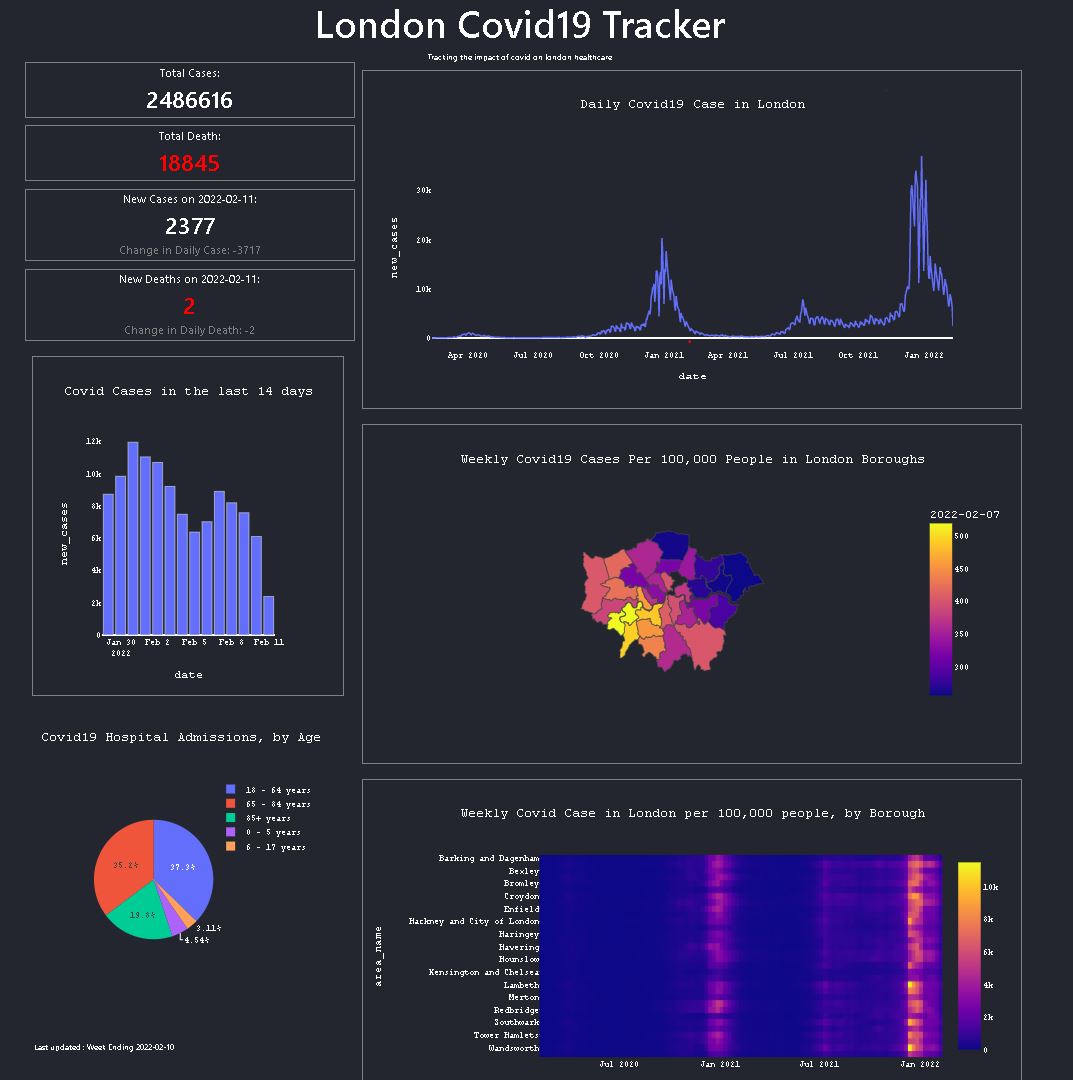 London Covid19 Tracker
Tracking the impact of covid on london healthcare
Total Cases:
2486616
Total Death:
18845
New Cases on 2022-02-11:
2377
Change in Daily Case: -3717
New Deaths on 2022-02-11:
2
Change in Daily Death: -2
Daily Covid19 Case in London
30k
20k
10k
0
new_cases
Apr 2020 Jul 2020 Oct 2020 Jan 2021 Apr 2021 Jul 2021 Oct 2021 Jan 2022
date
Covid Cases in the last 14 days
12k
10k
8k
6k
4k
2k
0
new_cases
Jan 30 Feb 2 Feb 5 Feb 8 Feb 11
2022
date
Weekly Covid19 Cases Per 100,000 People in London Boroughs
2022-02-07
500
450
400
350
300
Covid19 Hospital Admissions, by Age
18 - 64 years
65 - 84 years
85+ years
0 - 5 years
6 - 17 years
37.3%
35.2%
19.8%
3.11%
4.54%
Last updated: Week Ending 2022-02-10
Weekly Covid Case in London per 100,000 people, by Borough
area_name
Barking and Dagenham
Bexley
Bromley
Croydon
Enfield
Hackney and City of London
Haringey
Havering
Hounslow
Kensington and Chelsea
Lambeth
Merton
Redbridge
Southwark
Tower Hamlets
Wandsworth
Jul 2020 Jan 2021 Jul 2021 Jan 2022
10k
8k
6k
4k
2k
0